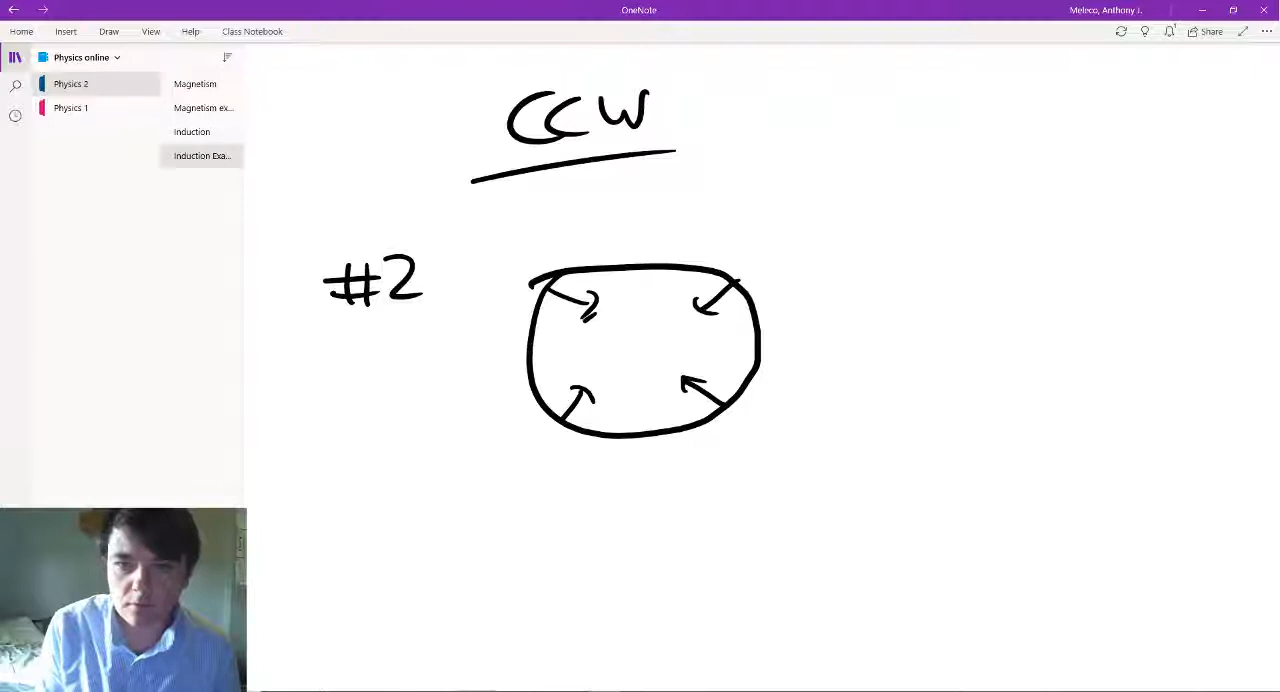 OneNote
Meleco, Anthony J.
Home Insert Draw View Help Class Notebook
Share
Physics online
Physics 2
Physics 1
Magnetism
Magnetism ex...
Induction
Induction Exa...
CCW
#2